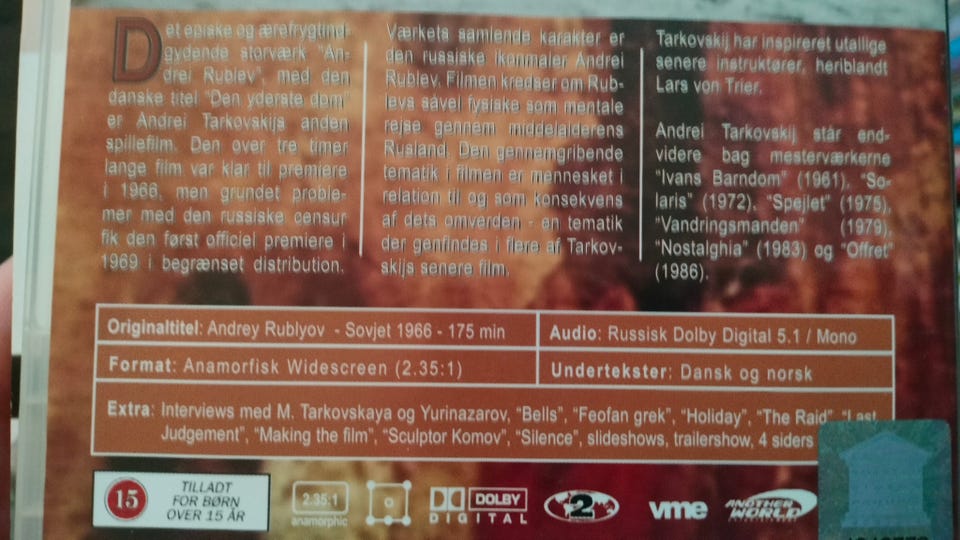 Det episke og ærefrygtind-
gydende storværk "An-
drei Rublev", med den
danske titel "Den yderste dom"
er Andrei Tarkovskijs anden
spillefilm. Den over tre timer
lange film var klar til premiere
i 1966, men grundet proble-
mer med den russiske censur
fik den først officiel premiere i
1969 i begrænset distribution.
Værkets samlende karakter er
den russiske ikonmaler Andrei
Rublev. Filmen kredser om Rub-
levs såvel fysiske som mentale
rejse gennem middelalderens
Rusland. Den gennemgribende
tematik i filmen er mennesket i
relation til og som konsekvens
af dets omverden - en tematik
der genfindes i flere af Tarkov-
skijs senere film.
Tarkovskij har inspireret utallige
senere instruktører, heriblandt
Lars von Trier.
Andrei Tarkovskij står end-
videre bag mesterværkerne
"Ivans Barndom" (1961), "So-
laris" (1972), "Spejlet" (1975),
"Vandringsmanden" (1979),
"Nostalghia" (1983) og "Offret"
(1986).
Originaltitel: Andrey Rublyov - Sovjet 1966 - 175 min
Audio: Russisk Dolby Digital 5.1 / Mono
Format: Anamorfisk Widescreen (2.35:1)
Undertekster: Dansk og norsk
Extra: Interviews med M. Tarkovskaya og Yurinazarov, "Bells", "Feofan grek", "Holiday", "The Raid", "Last
Judgement", "Making the film", "Sculptor Komov", "Silence", slideshows, trailershow, 4 siders
15
TILLADT
FOR BØRN
OVER 15 ÅR
2.35:1
anamorphic
DOLBY
DIGITAL
2
vme
ANOTHER
WORLD
ENTERTAINMENT